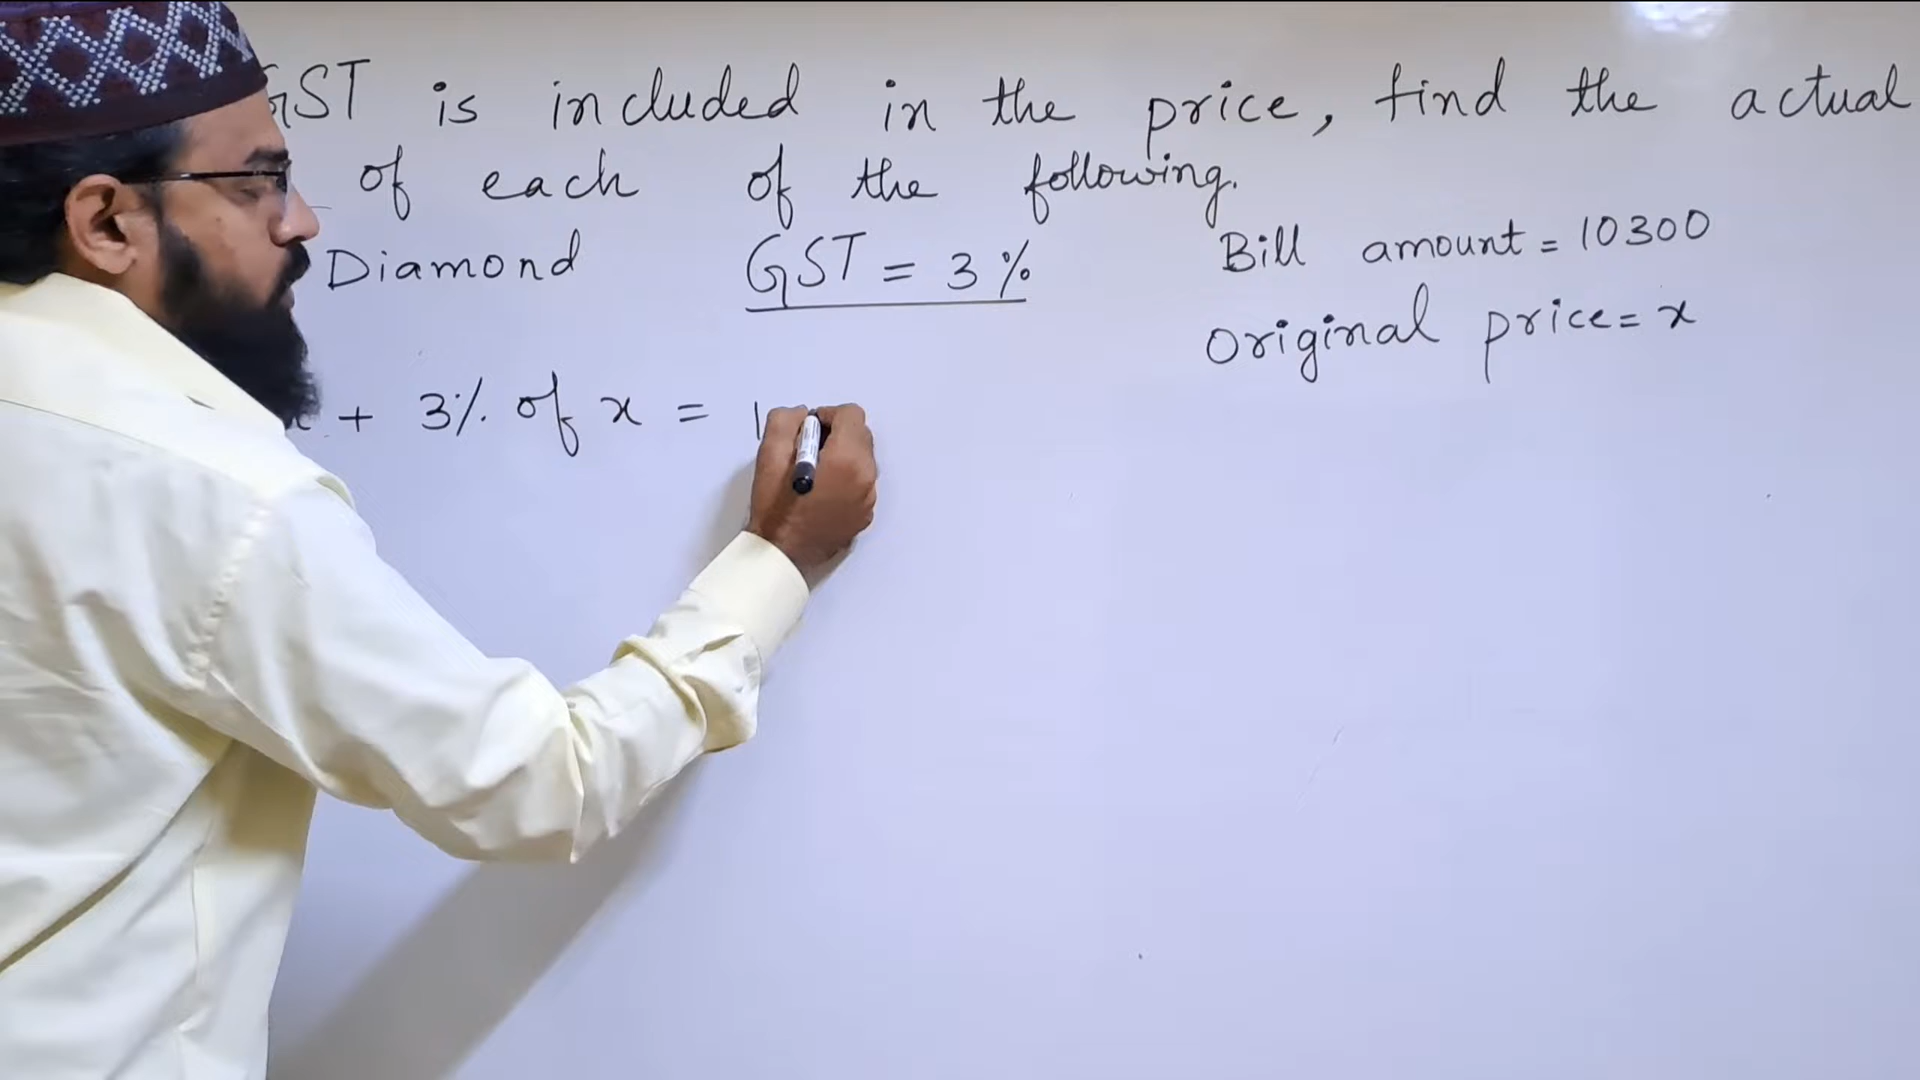 GST is included in the price, find the actual
of each of the following.
Diamond GST = 3% Bill amount = 10300
Original price = x
x + 3% of x = 1